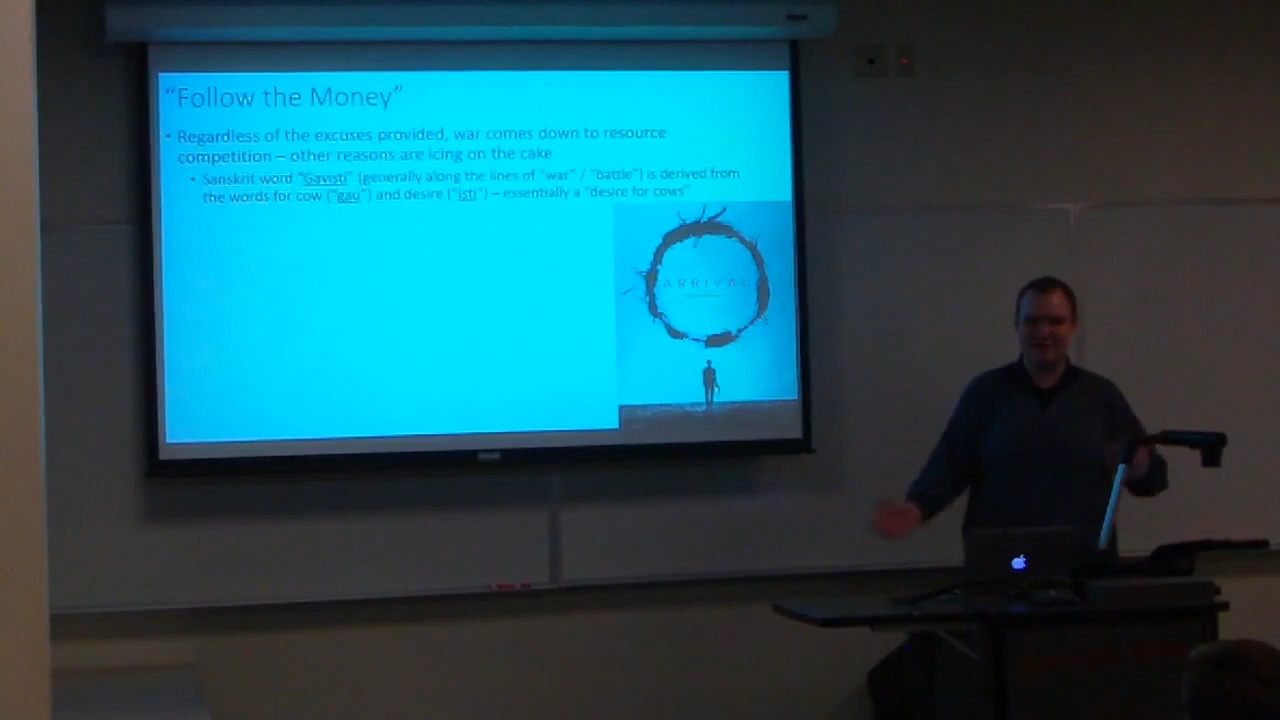 “Follow the Money”
• Regardless of the excuses provided, war comes down to resource
competition – other reasons are icing on the cake
• Sanskrit word “Gavisti” (generally along the lines of “war” / “battle”) is derived from
the words for cow (“gau”) and desire (“isti”) – essentially a “desire for cows”
ARRIVAL